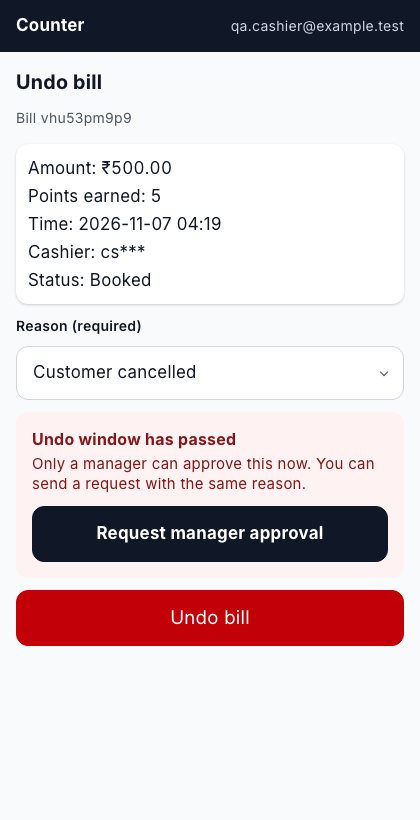 Counter
qa.cashier@example.test
Undo bill
Bill vhu53pm9p9
Amount: ₹500.00
Points earned: 5
Time: 2026-11-07 04:19
Cashier: cs***
Status: Booked
Reason (required)
Customer cancelled
Undo window has passed
Only a manager can approve this now. You can
send a request with the same reason.
Request manager approval
Undo bill